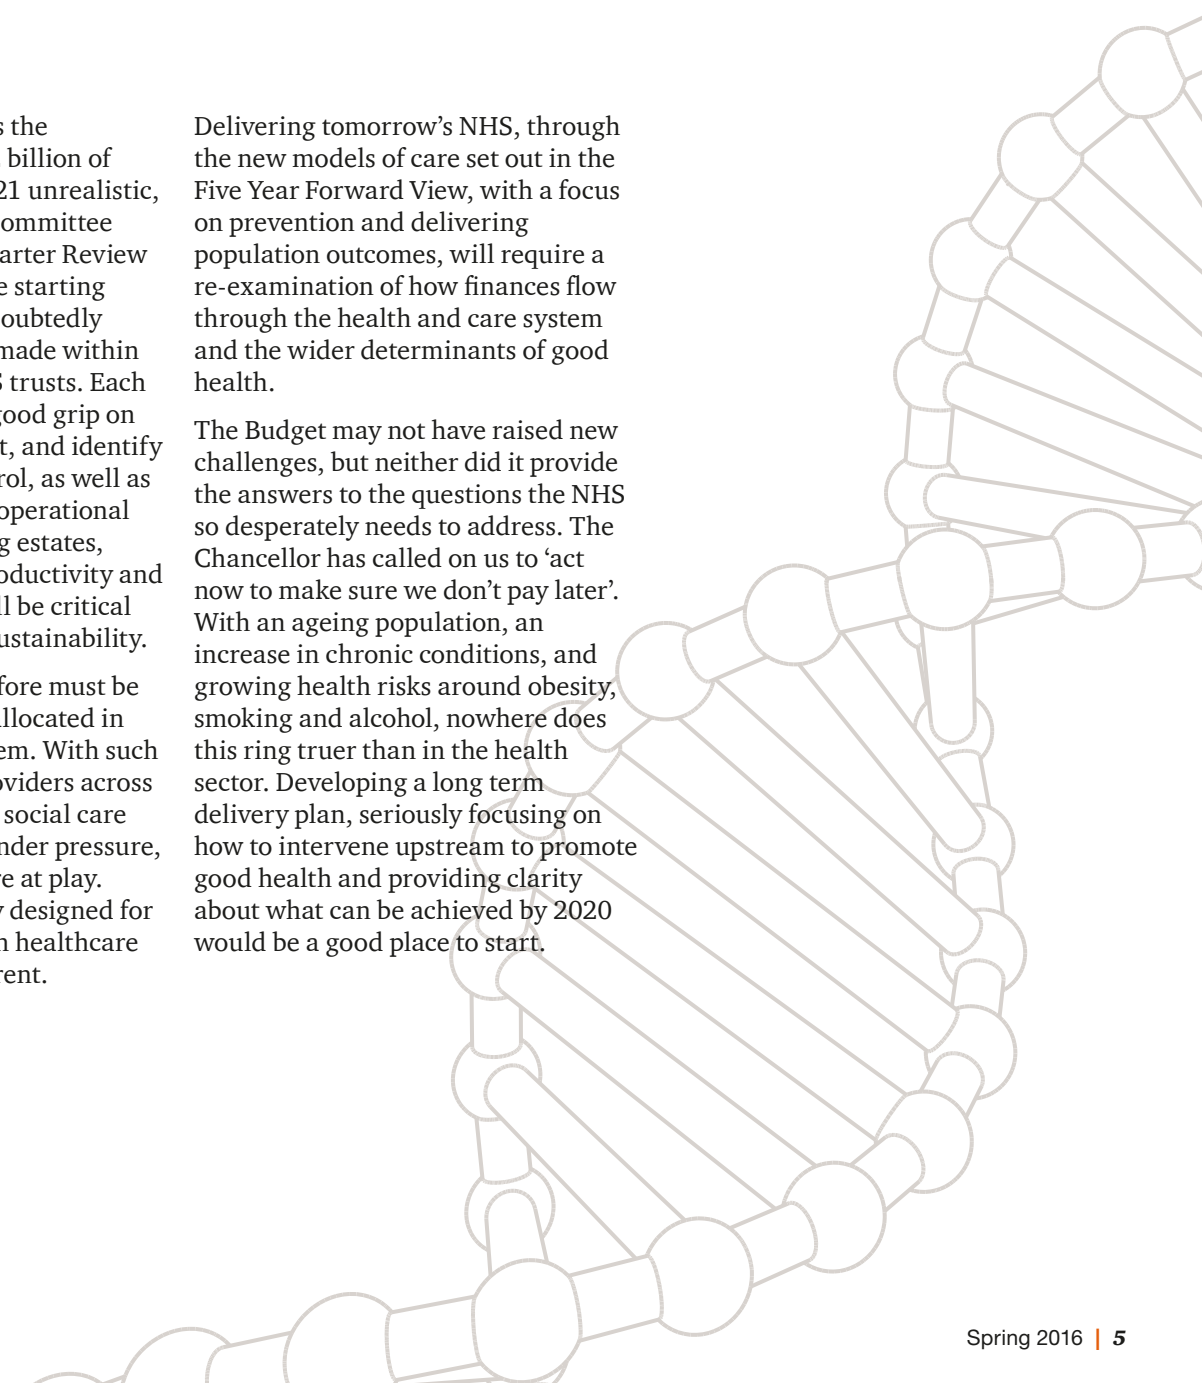 s the
billion of
21 unrealistic,
ommittee
arter Review
e starting
oubtedly
made within
S trusts. Each
good grip on
t, and identify
rol, as well as
operational
g estates,
oductivity and
ll be critical
ustainability.
fore must be
allocated in
em. With such
oviders across
social care
nder pressure,
re at play.
y designed for
n healthcare
rent.
Delivering tomorrow’s NHS, through
the new models of care set out in the
Five Year Forward View, with a focus
on prevention and delivering
population outcomes, will require a
re-examination of how finances flow
through the health and care system
and the wider determinants of good
health.
The Budget may not have raised new
challenges, but neither did it provide
the answers to the questions the NHS
so desperately needs to address. The
Chancellor has called on us to ‘act
now to make sure we don’t pay later’.
With an ageing population, an
increase in chronic conditions, and
growing health risks around obesity,
smoking and alcohol, nowhere does
this ring truer than in the health
sector. Developing a long term
delivery plan, seriously focusing on
how to intervene upstream to promote
good health and providing clarity
about what can be achieved by 2020
would be a good place to start.
Spring 2016 | 5